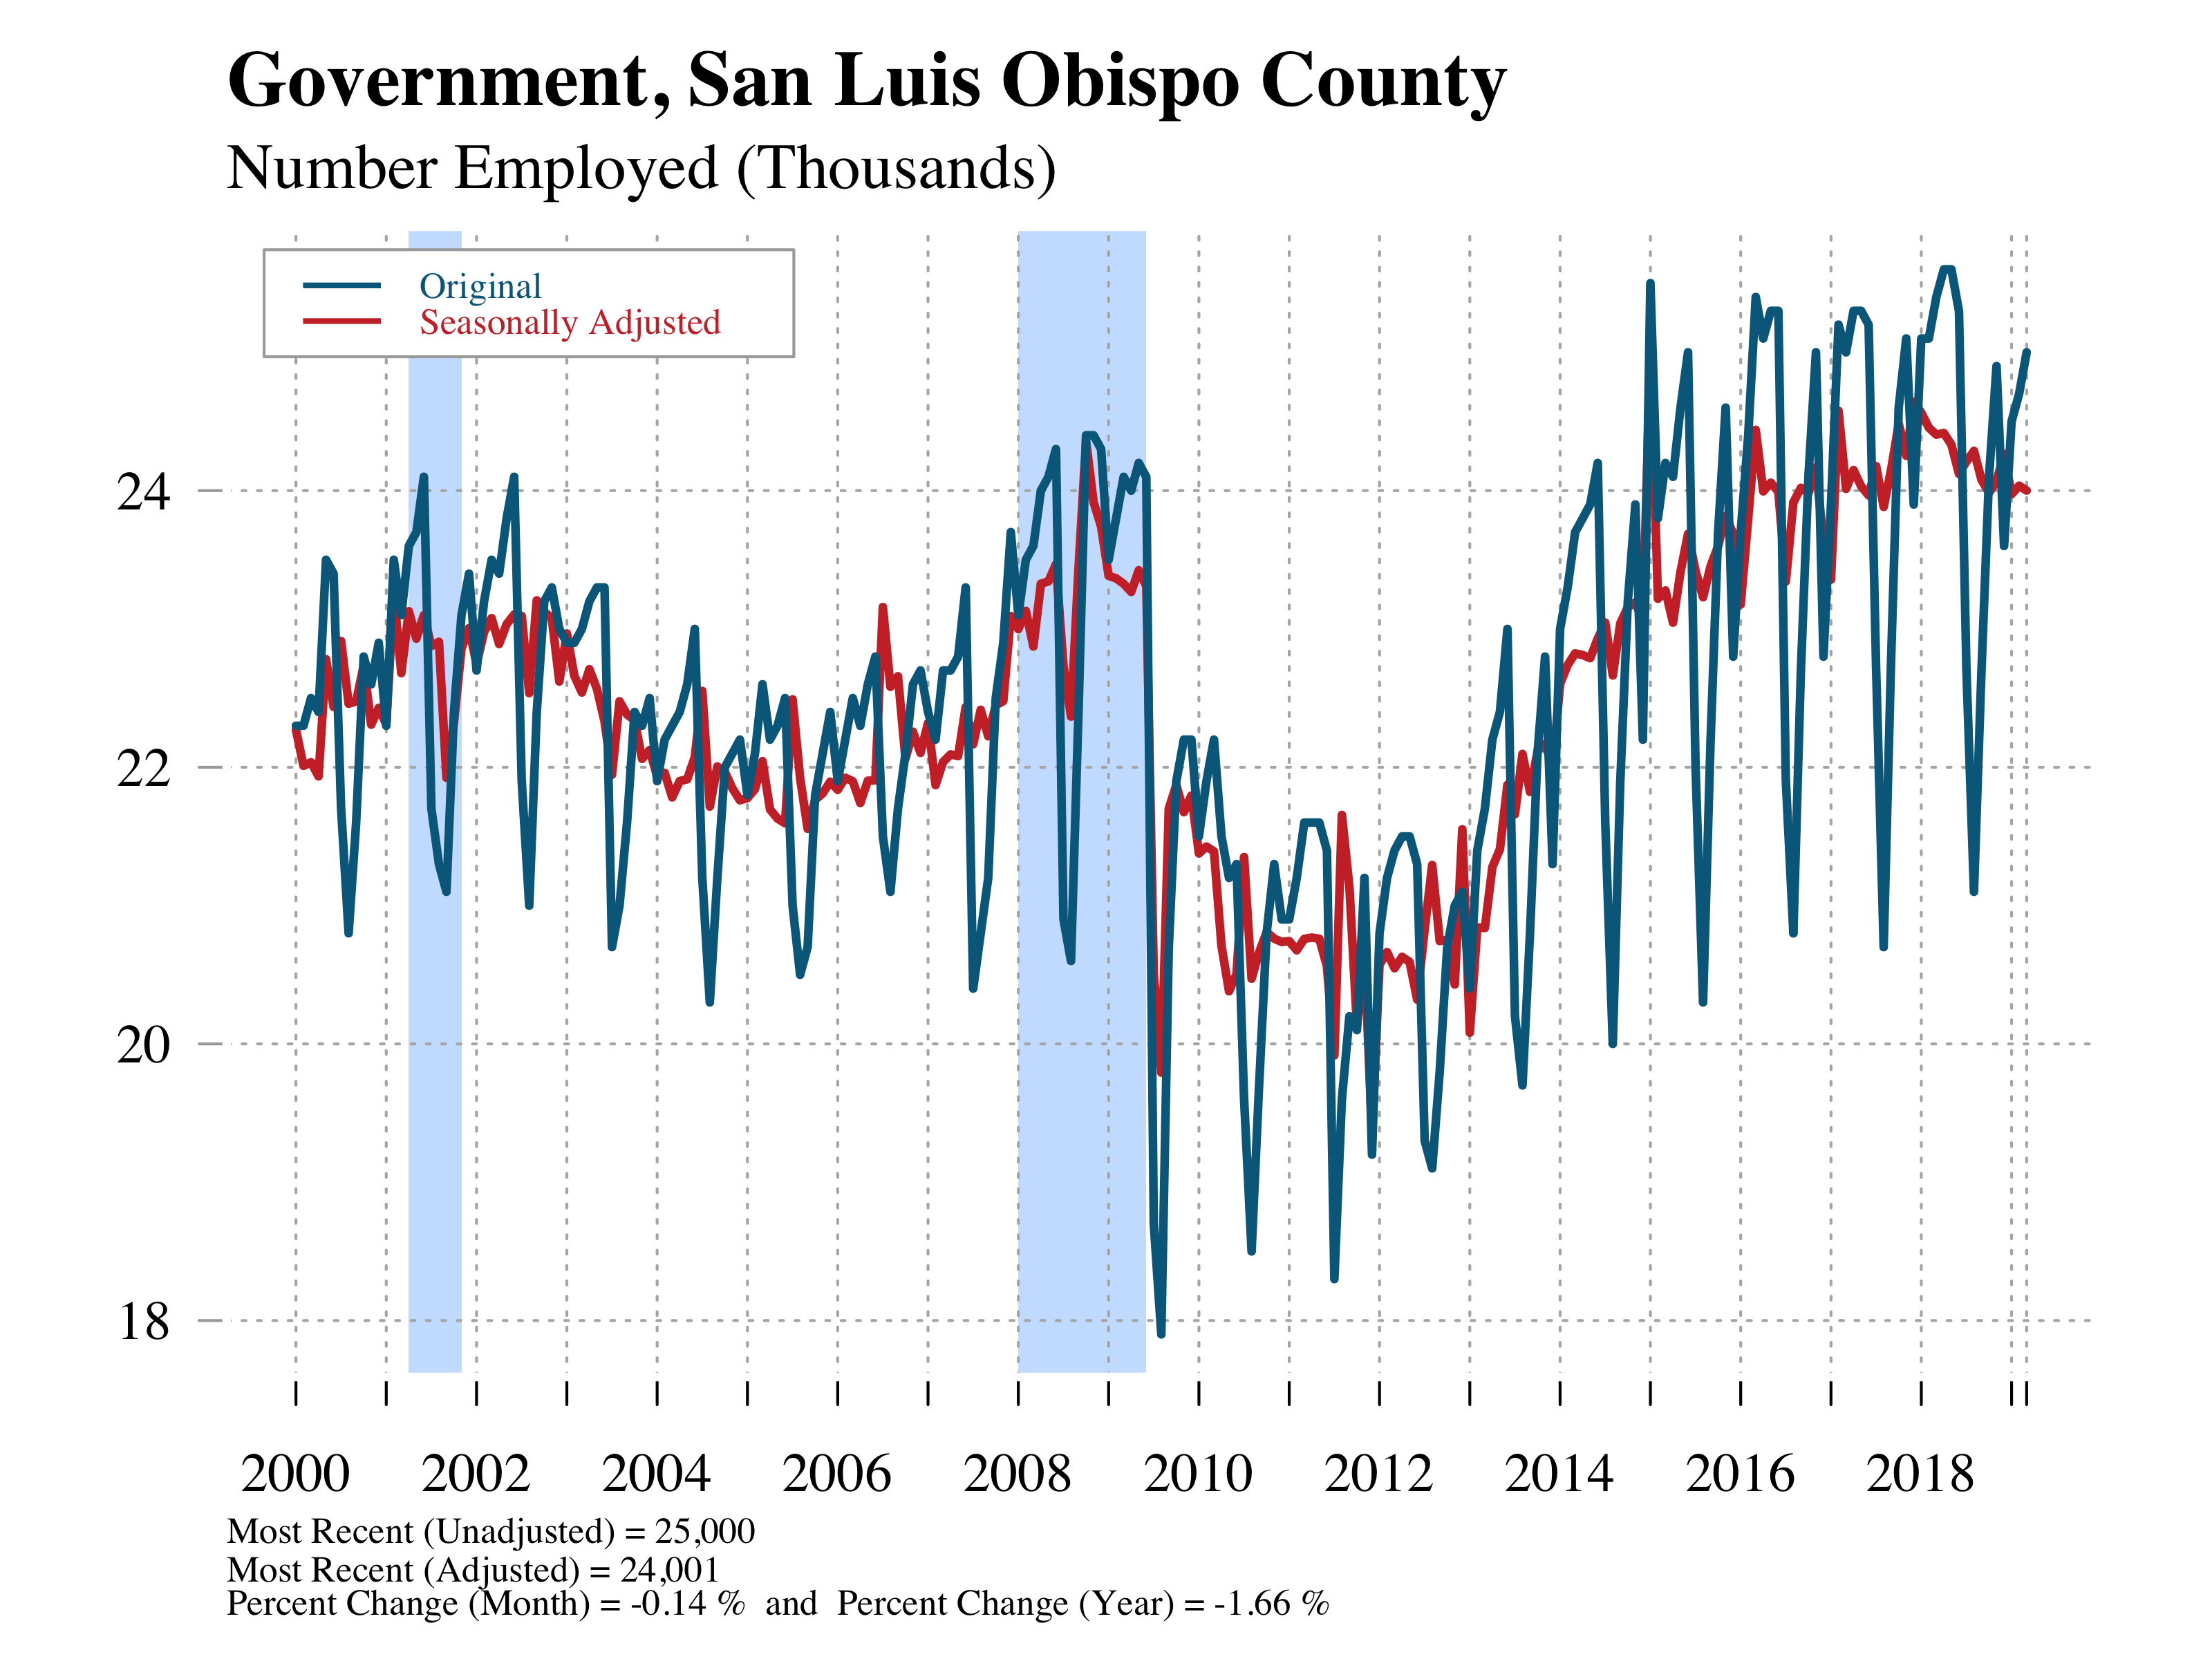 Government, San Luis Obispo County
Number Employed (Thousands)
Original
Seasonally Adjusted
24
22
20
18
2000 2002 2004 2006 2008 2010 2012 2014 2016 2018
Most Recent (Unadjusted) = 25,000
Most Recent (Adjusted) = 24,001
Percent Change (Month) = -0.14 % and Percent Change (Year) = -1.66 %